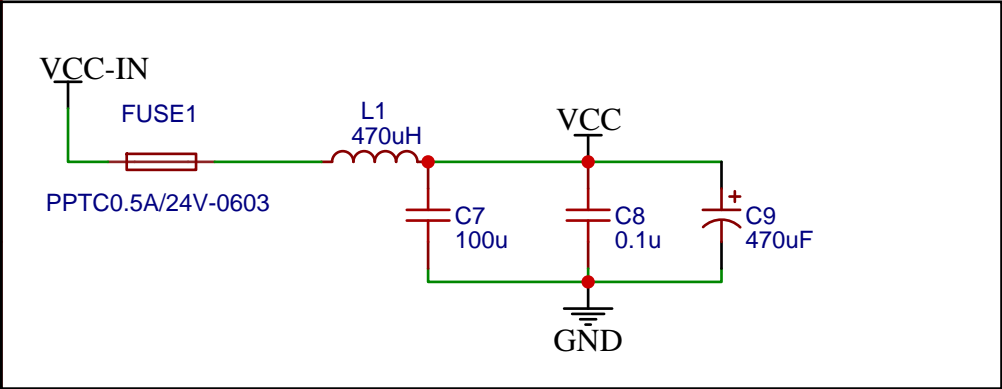 VCC-IN
FUSE1
PPTC0.5A/24V-0603
L1
470uH
VCC
C7
100u
C8
0.1u
+
C9
470uF
GND